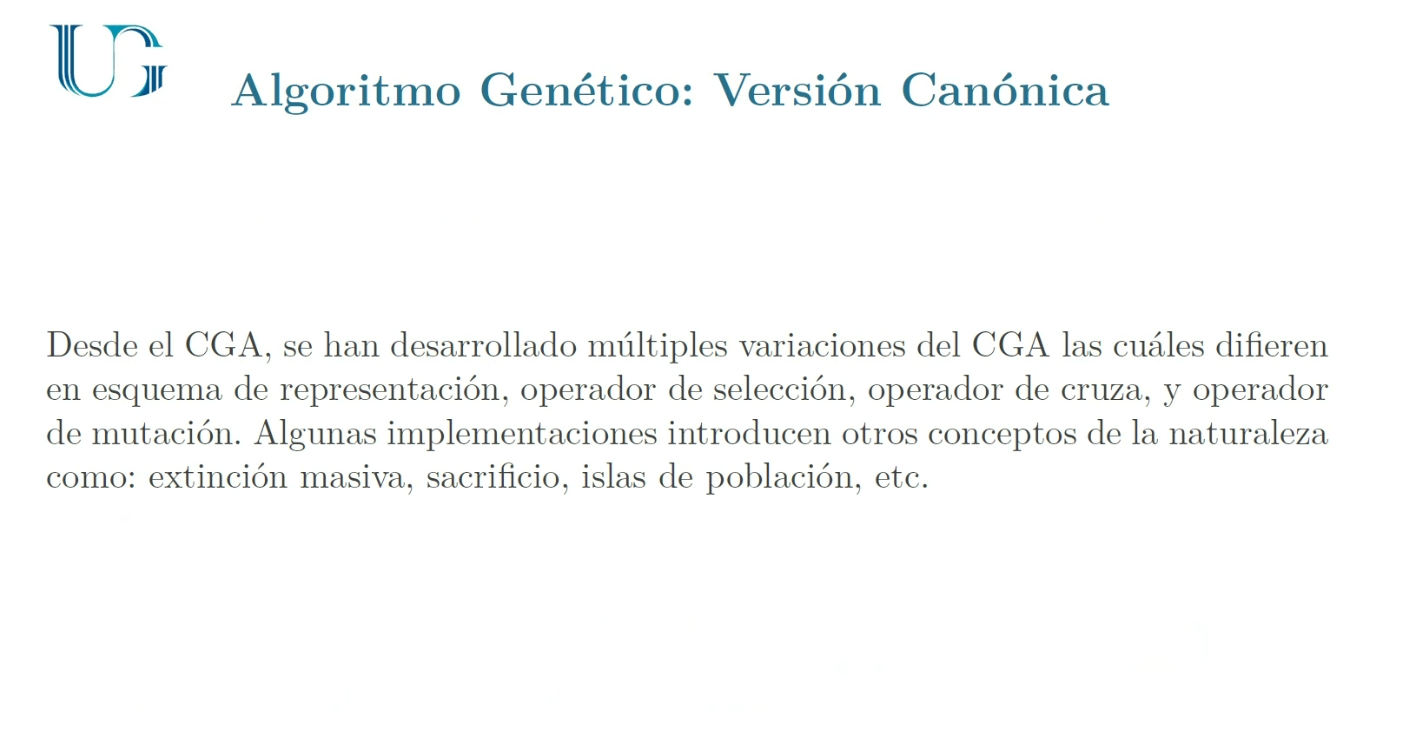 UG
Algoritmo Genético: Versión Canónica
Desde el CGA, se han desarrollado múltiples variaciones del CGA las cuáles difieren
en esquema de representación, operador de selección, operador de cruza, y operador
de mutación. Algunas implementaciones introducen otros conceptos de la naturaleza
como: extinción masiva, sacrificio, islas de población, etc.